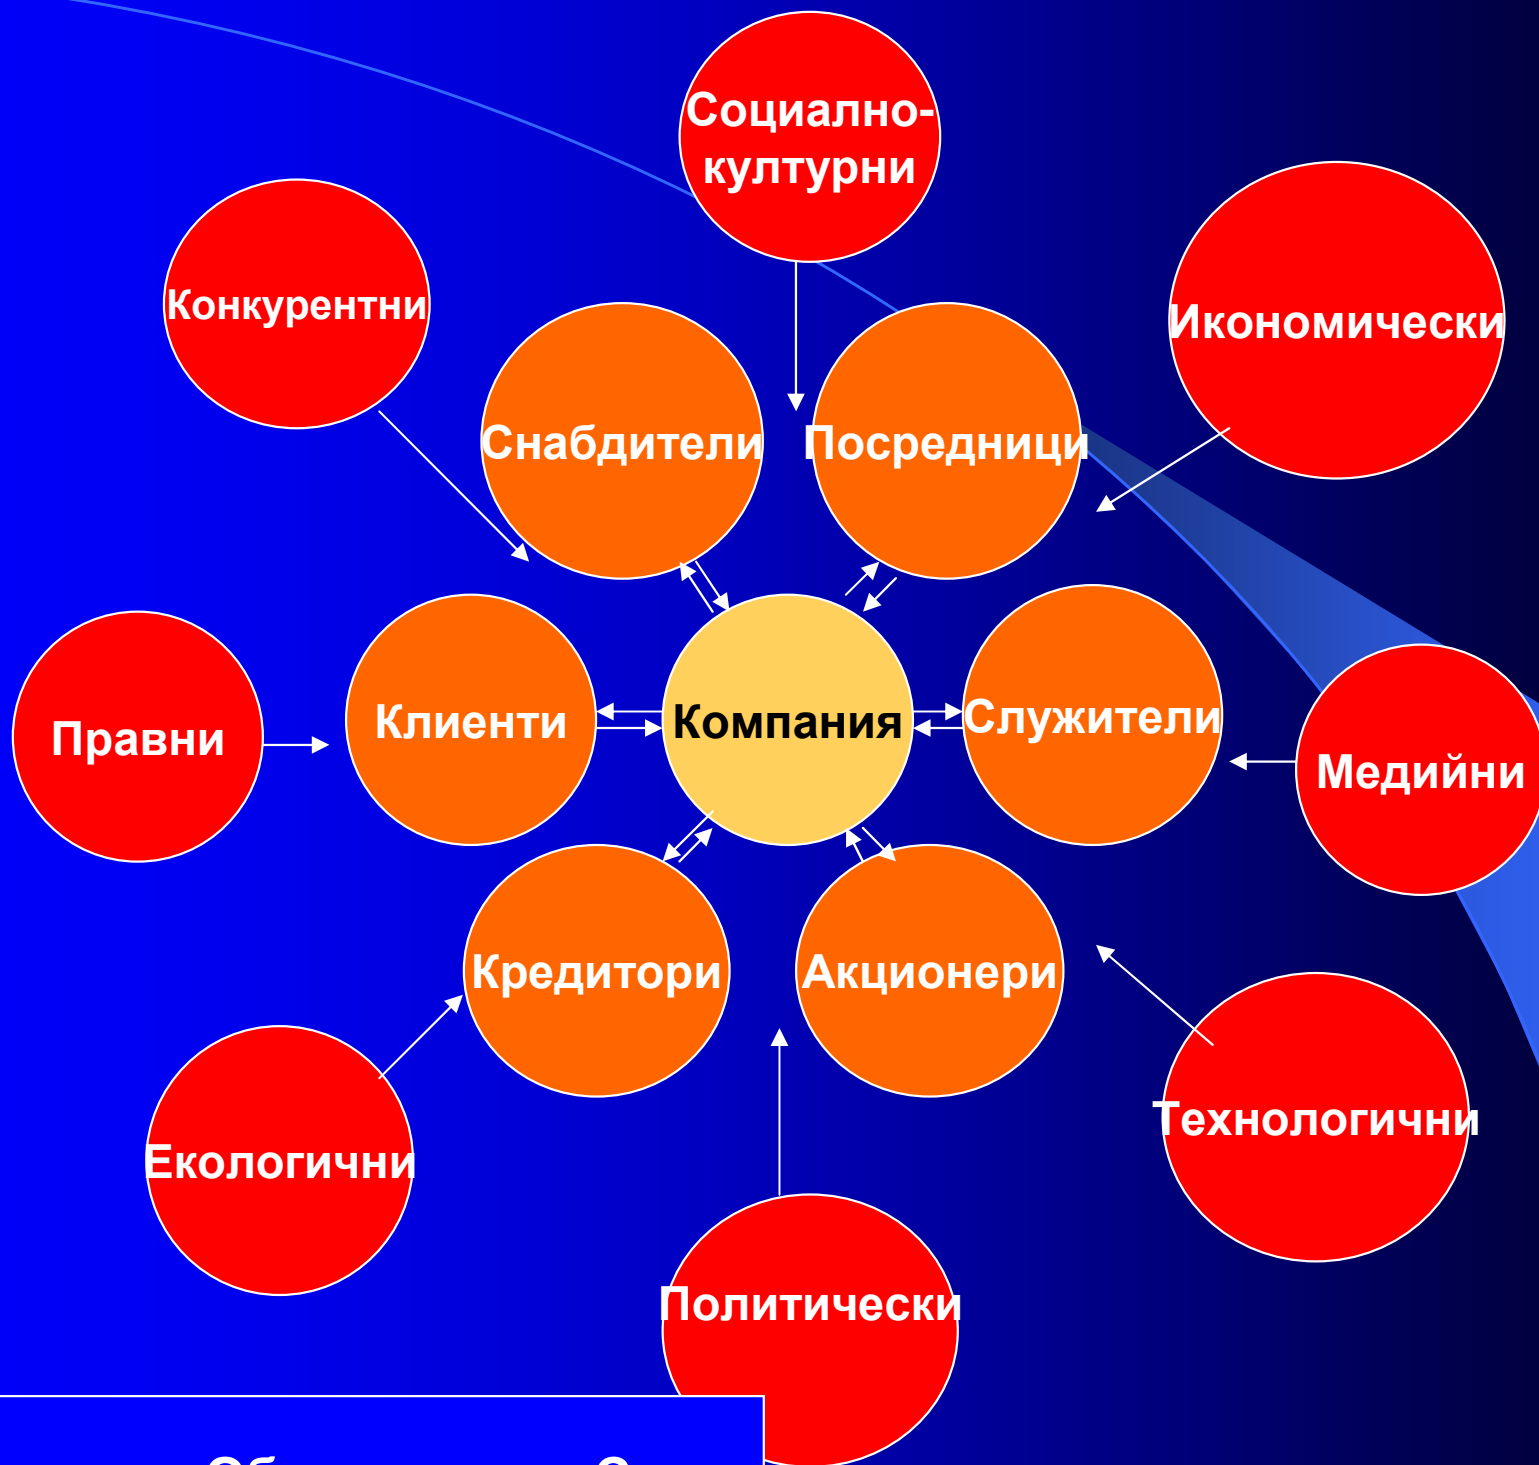 Социално-
културни
Конкурентни
Икономически
Снабдители
Посредници
Правни
Клиенти
Компания
Служители
Медийни
Кредитори
Акционери
Технологични
Екологични
Политически